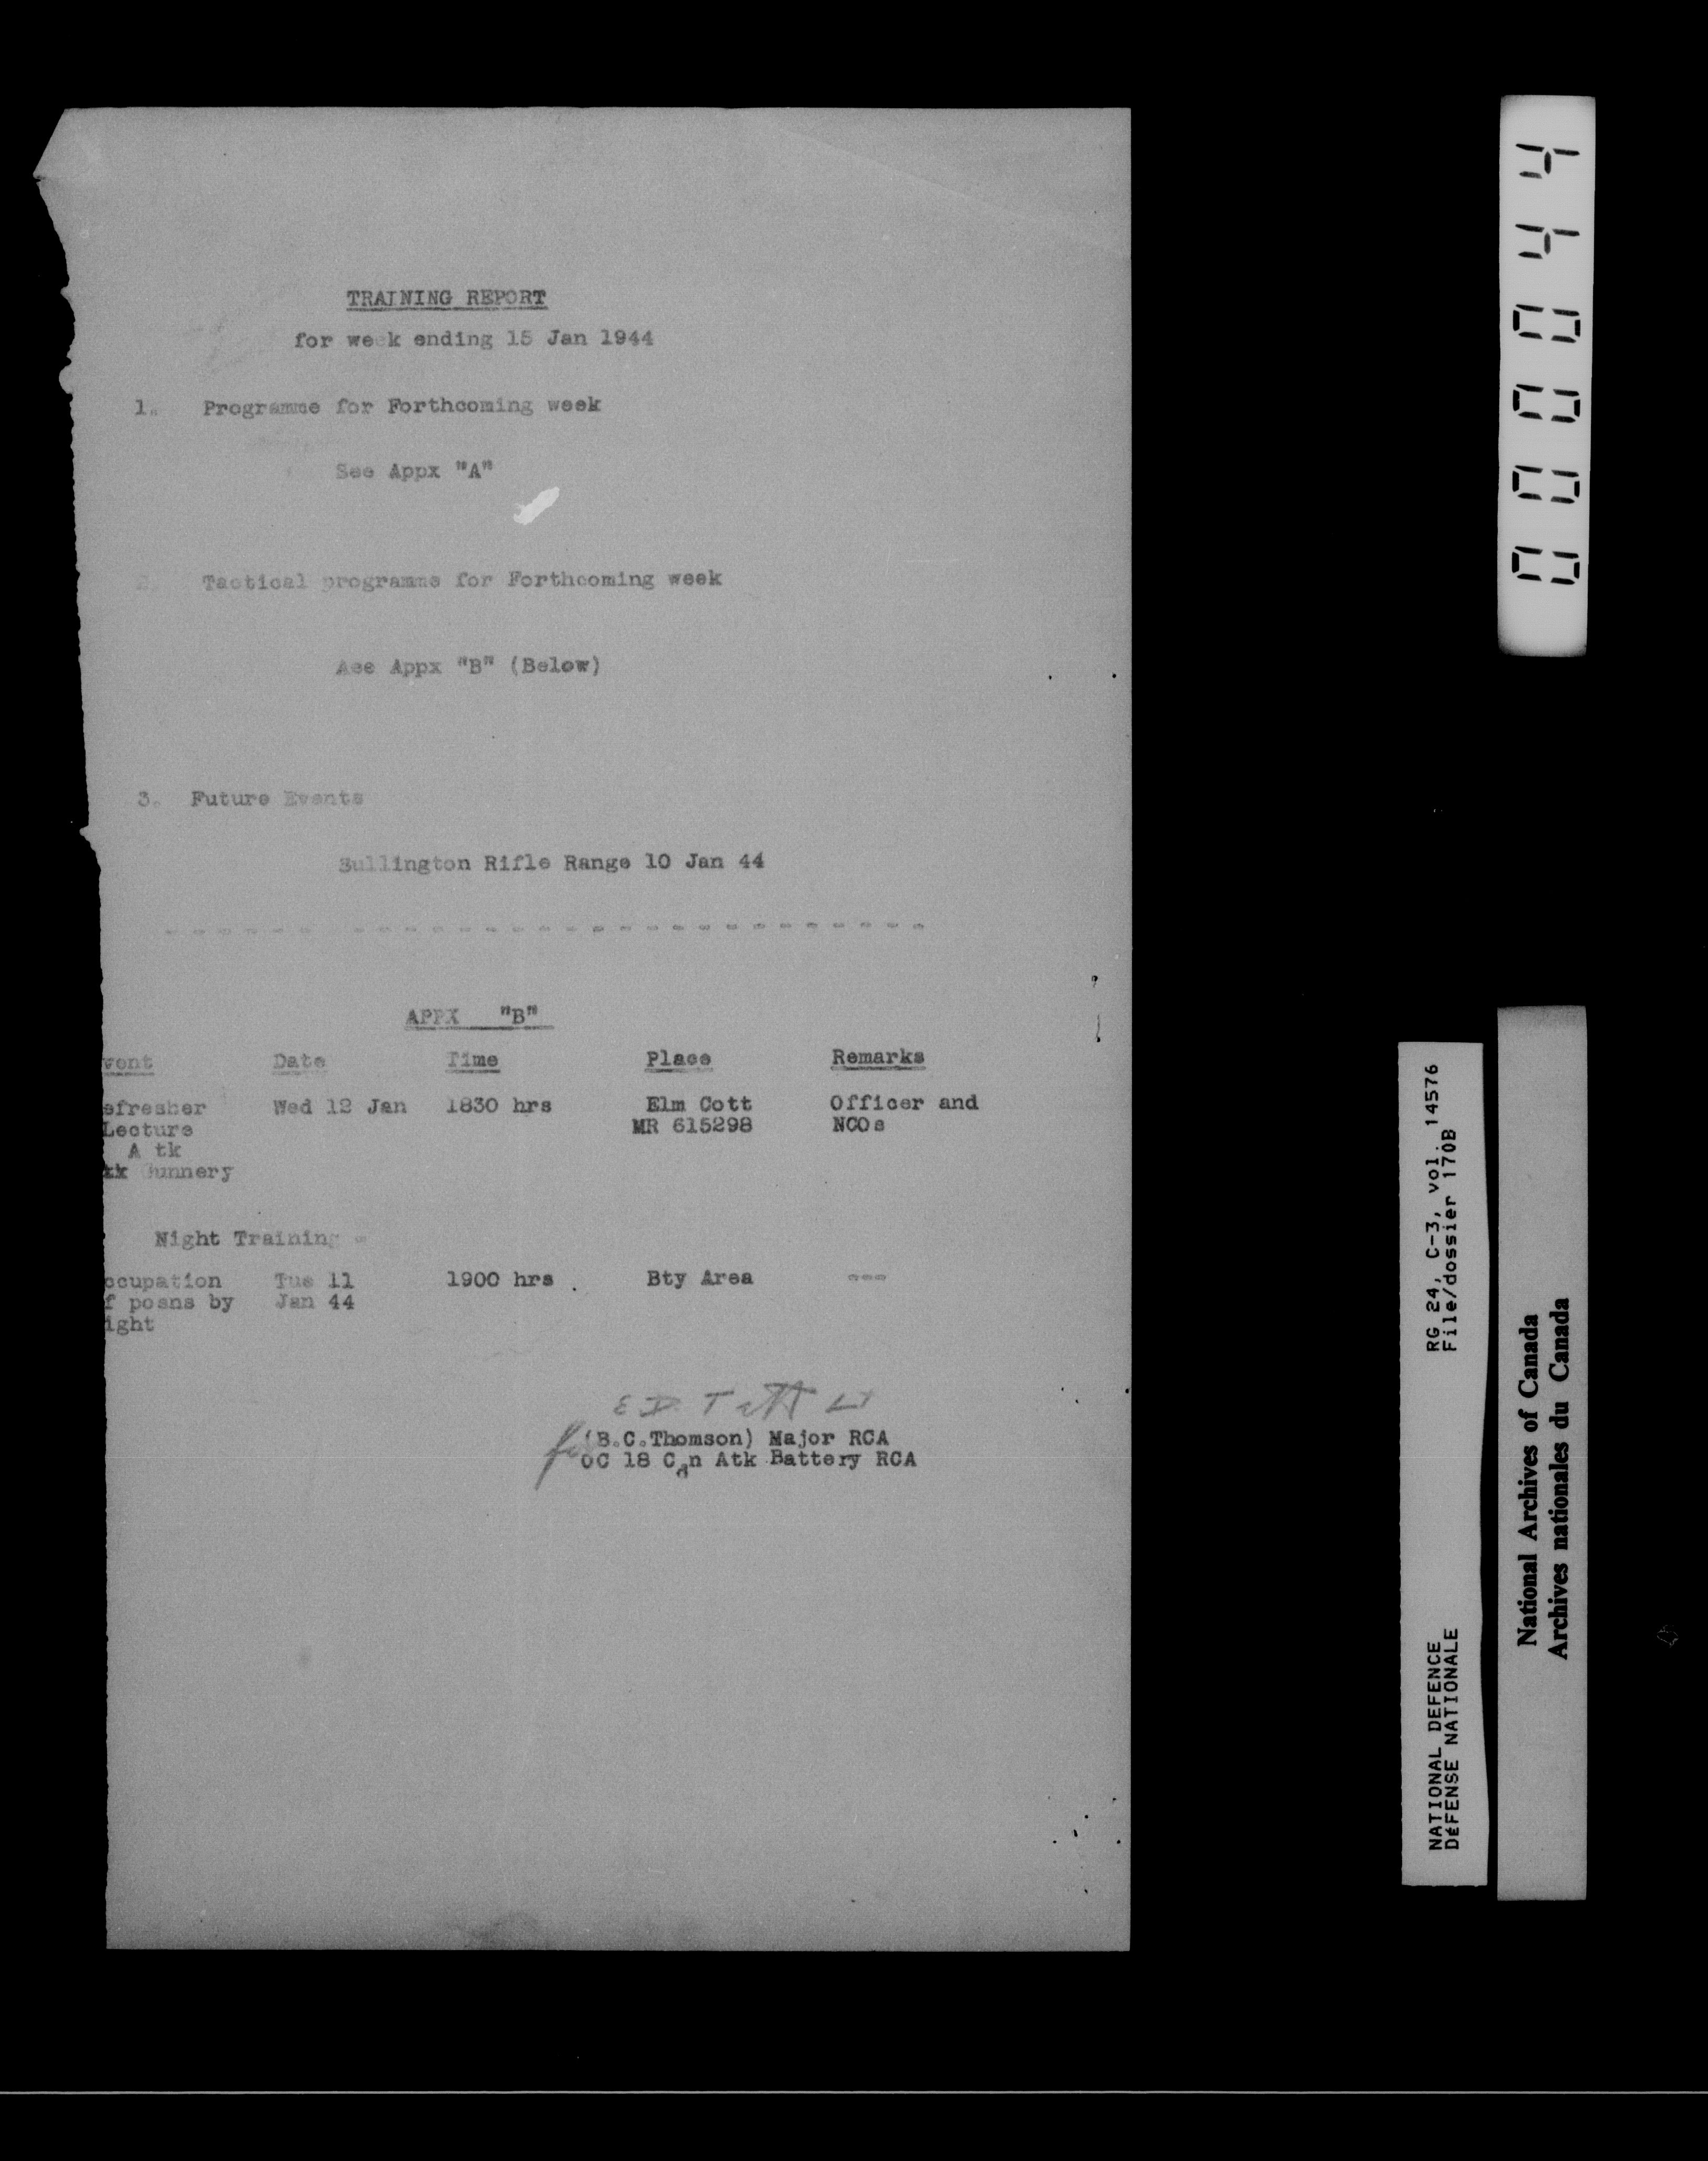 TRAINING REPORT
for week ending 15 Jan 1944
1. Programme for Forthcoming week
See Appx "A"
2. Tactical programme for Forthcoming week
Aee Appx "B" (Below)
3. Future Events
Sullington Rifle Range 10 Jan 44
- - - - - - - - - - - - - - - - - - - - - - - - - - - -
APPX "B"
vent Date Time Place Remarks
efresher Wed 12 Jan 1830 hrs Elm Cott Officer and
Lecture MR 615298 NCOs
A tk
tk Gunnery
Night Training -
ccupation Tue 11 1900 hrs . Bty Area ---
f posns by Jan 44
ight
E D Lt
for (B.C.Thomson) Major RCA
OC 18 Cdn Atk Battery RCA
000044
RG 24, C-3, vol. 14576
File/dossier 170B
NATIONAL DEFENCE
DÉFENSE NATIONALE
National Archives of Canada
Archives nationales du Canada